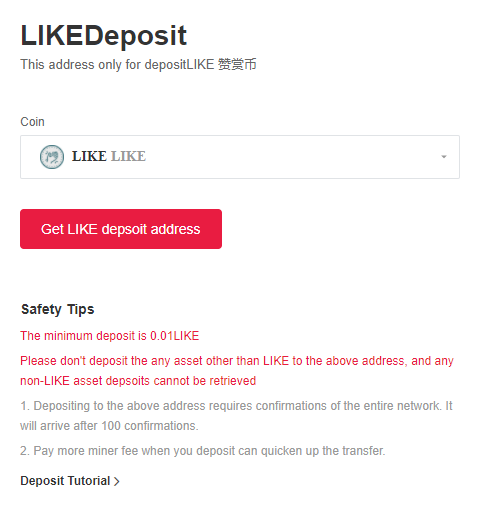 LIKEDeposit
This address only for depositLIKE 赞赏币
Coin
LIKE LIKE
Get LIKE depsoit address
Safety Tips
The minimum deposit is 0.01LIKE
Please don't deposit the any asset other than LIKE to the above address, and any
non-LIKE asset depsoits cannot be retrieved
1. Depositing to the above address requires confirmations of the entire network. It
will arrive after 100 confirmations.
2. Pay more miner fee when you deposit can quicken up the transfer.
Deposit Tutorial